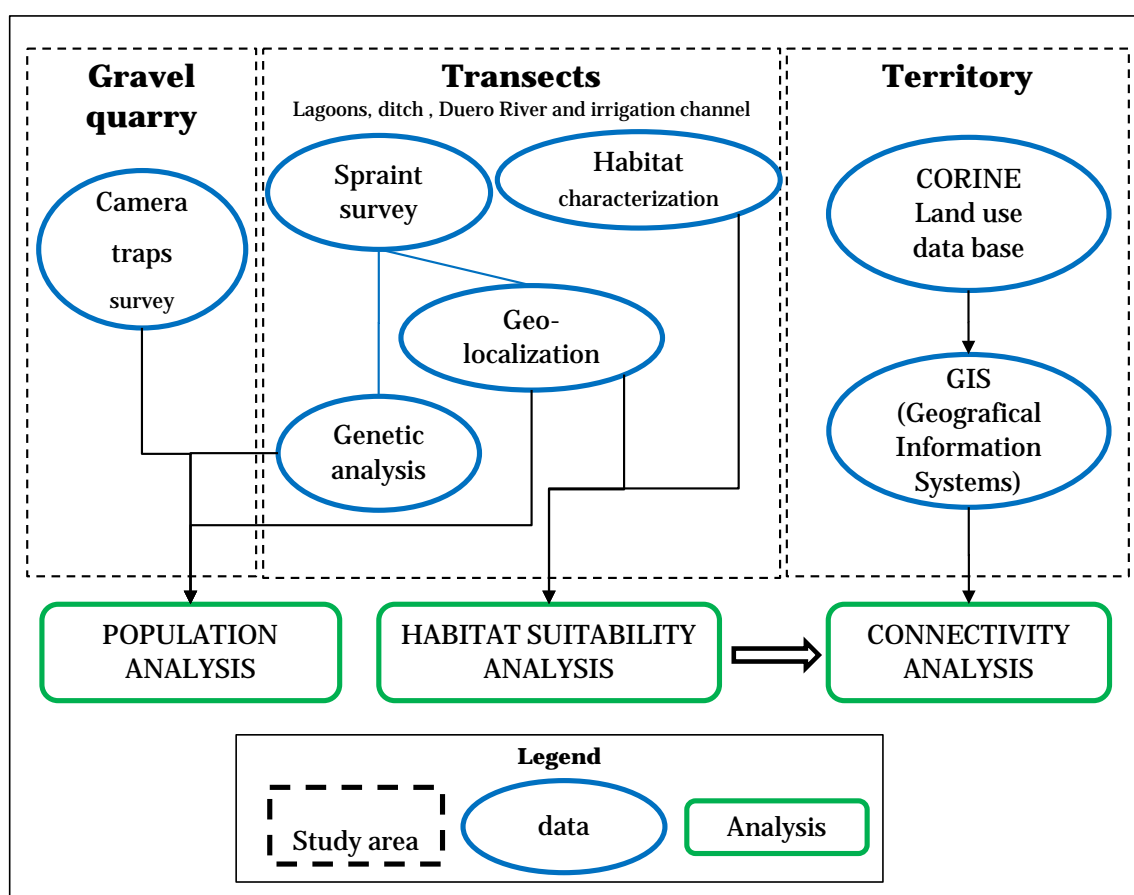 Gravel
quarry
Camera
traps
survey
Transects
Lagoons, ditch , Duero River and irrigation channel
Spraint
survey
Habitat
characterization
Geo-
localization
Genetic
analysis
Territory
CORINE
Land use
data base
GIS
(Geografical
Information
Systems)
POPULATION
ANALYSIS
HABITAT SUITABILITY
ANALYSIS
CONNECTIVITY
ANALYSIS
Legend
Study area
data
Analysis